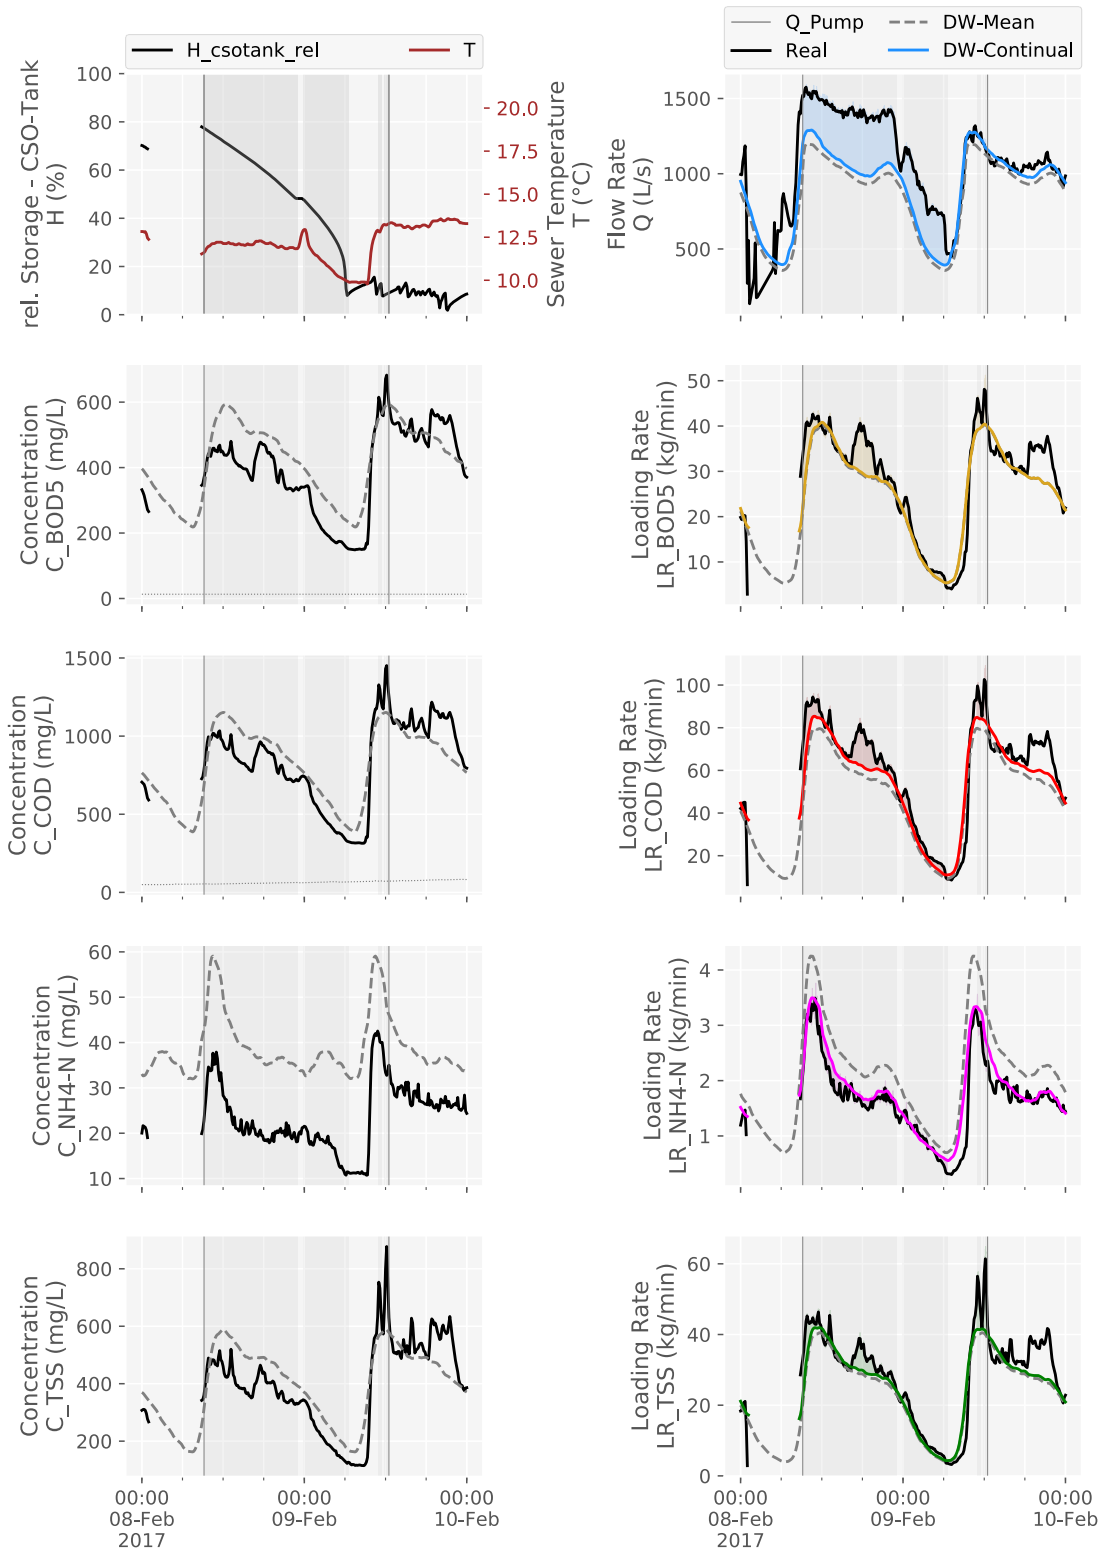 H_csotank_rel
T
Q_Pump
DW-Mean
Real
DW-Continual
rel. Storage - CSO-Tank
H (%)
100
80
60
40
20
0
20.0
17.5
15.0
12.5
10.0
Sewer Temperature
T (°C)
Flow Rate
Q (L/s)
1500
1000
500
Concentration
C_BOD5 (mg/L)
600
400
200
0
Loading Rate
LR_BOD5 (kg/min)
50
40
30
20
10
Concentration
C_COD (mg/L)
1500
1000
500
0
Loading Rate
LR_COD (kg/min)
100
80
60
40
20
Concentration
C_NH4-N (mg/L)
60
50
40
30
20
10
Loading Rate
LR_NH4-N (kg/min)
4
3
2
1
Concentration
C_TSS (mg/L)
800
600
400
200
Loading Rate
LR_TSS (kg/min)
60
40
20
0
00:00
08-Feb
2017
00:00
09-Feb
00:00
10-Feb
00:00
08-Feb
2017
00:00
09-Feb
00:00
10-Feb